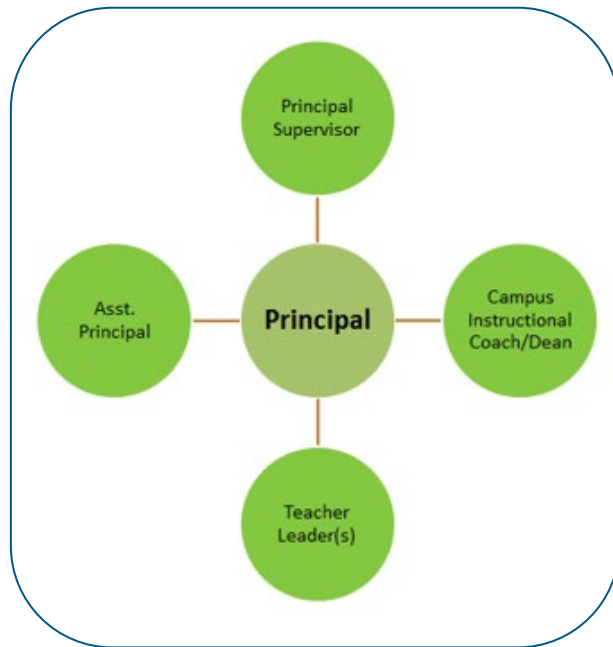 Principal
Supervisor
Asst.
Principal
Principal
Campus
Instructional
Coach/Dean
Teacher
Leader(s)